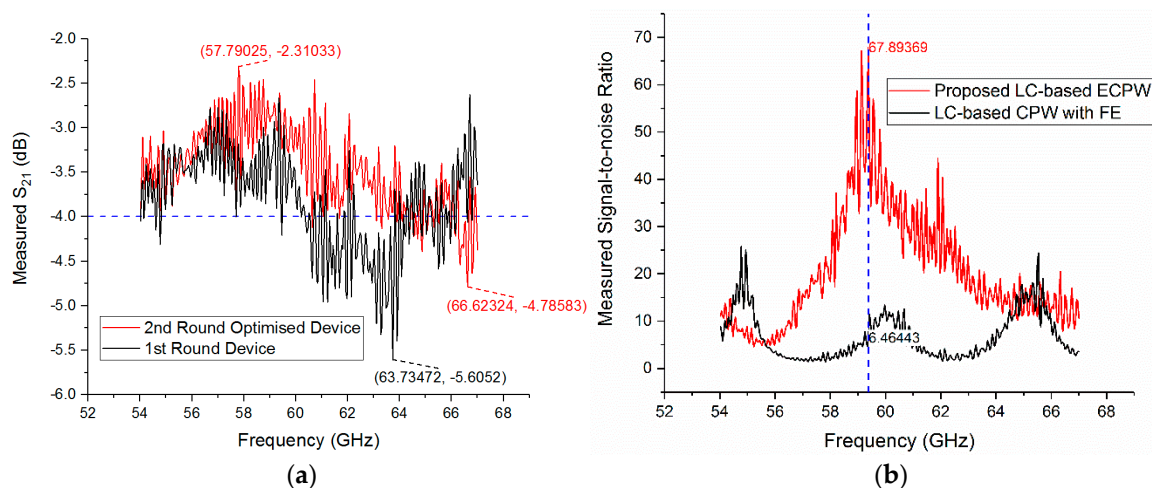 -2.0
-2.5
-3.0
-3.5
-4.0
-4.5
-5.0
-5.5
-6.0
Measured S21 (dB)
(57.79025, -2.31033)
(66.62324, -4.78583)
(63.73472, -5.6052)
2nd Round Optimised Device
1st Round Device
52 54 56 58 60 62 64 66 68
Frequency (GHz)
(a)
70
60
50
40
30
20
10
0
Measured Signal-to-noise Ratio
67.89369
Proposed LC-based ECPW
LC-based CPW with FE
6.46443
52 54 56 58 60 62 64 66 68
Frequency (GHz)
(b)